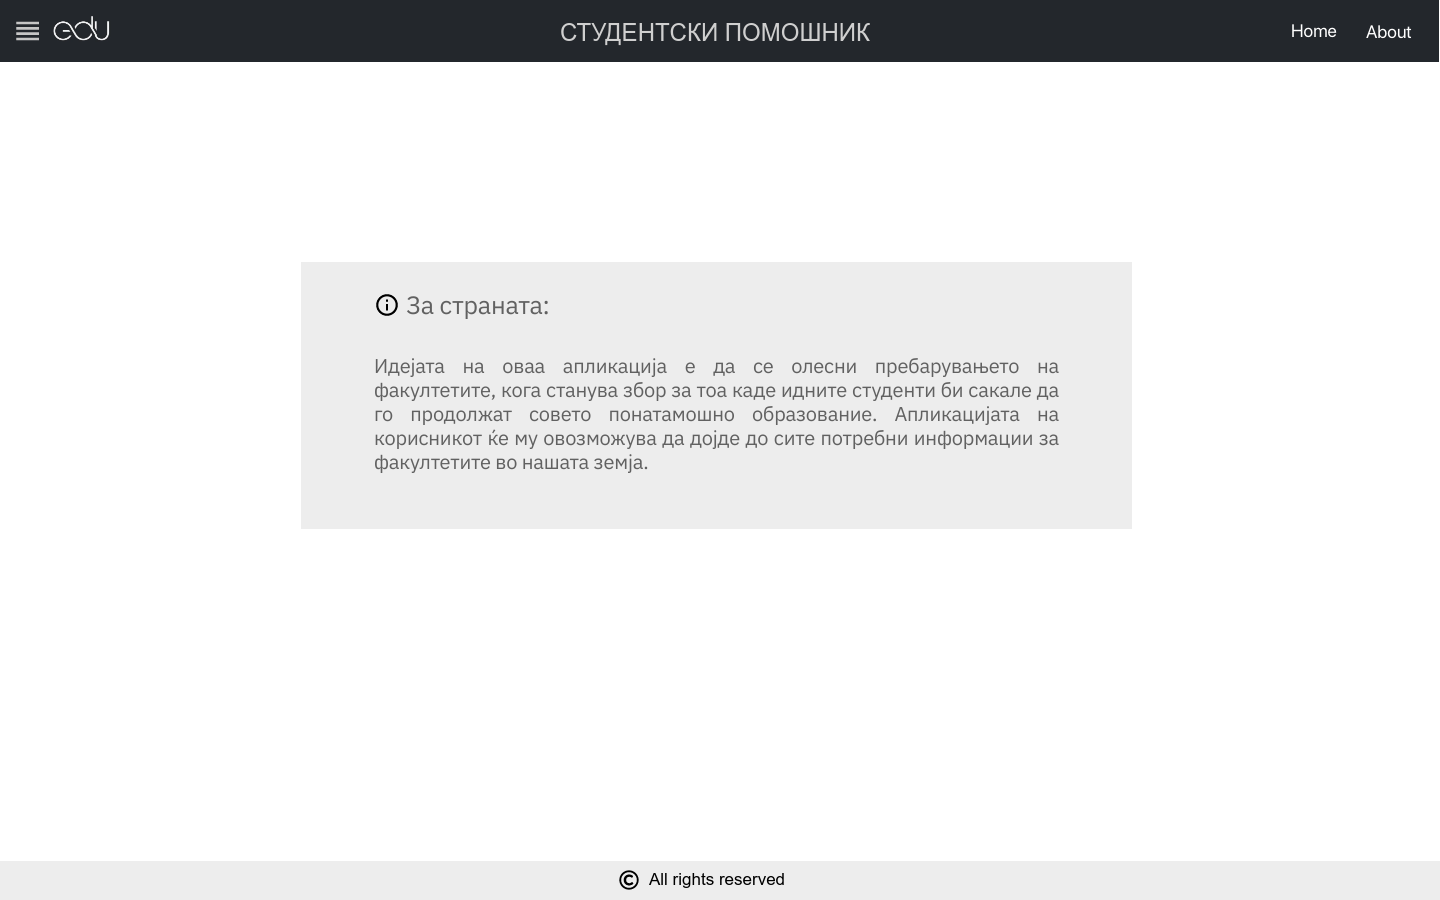 edu
СТУДЕНТСКИ ПОМОШНИК
Home
About
За страната:
Идејата на оваа апликација е да се олесни пребарувањето на
факултетите, кога станува збор за тоа каде идните студенти би сакале да
го продолжат совето понатамошно образование. Апликацијата на
корисникот ќе му овозможува да дојде до сите потребни информации за
факултетите во нашата земја.
© All rights reserved